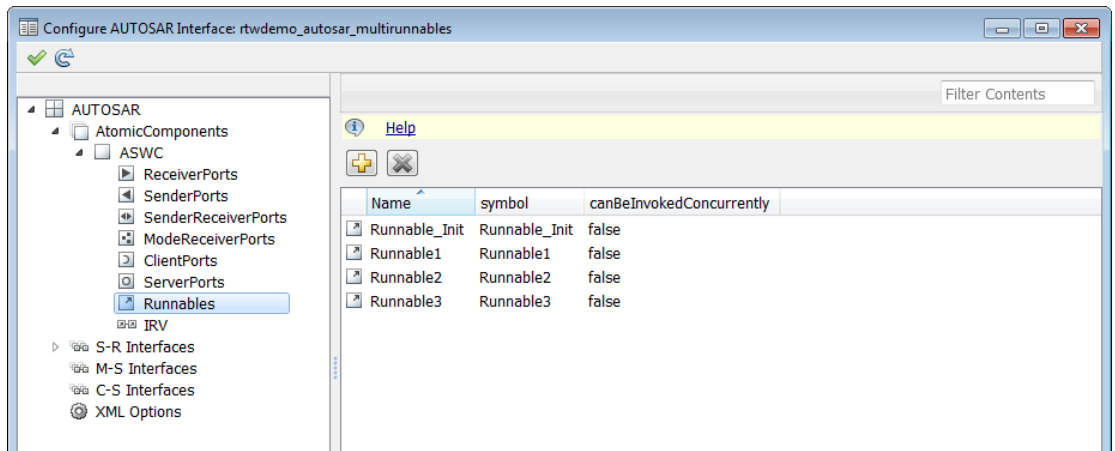 Configure AUTOSAR Interface: rtwdemo_autosar_multirunnables
Filter Contents
AUTOSAR
AtomicComponents
ASWC
ReceiverPorts
SenderPorts
SenderReceiverPorts
ModeReceiverPorts
ClientPorts
ServerPorts
Runnables
IRV
S-R Interfaces
M-S Interfaces
C-S Interfaces
XML Options
Help
Name symbol canBeInvokedConcurrently
Runnable_Init Runnable_Init false
Runnable1 Runnable1 false
Runnable2 Runnable2 false
Runnable3 Runnable3 false